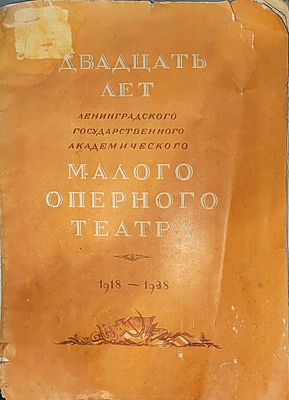 ДВАДЦАТЬ
ЛЕТ
ЛЕНИНГРАДСКОГО
ГОСУДАРСТВЕННОГО
АКАДЕМИЧЕСКОГО
МАЛОГО
ОПЕРНОГО
ТЕАТРА
1918 — 1938